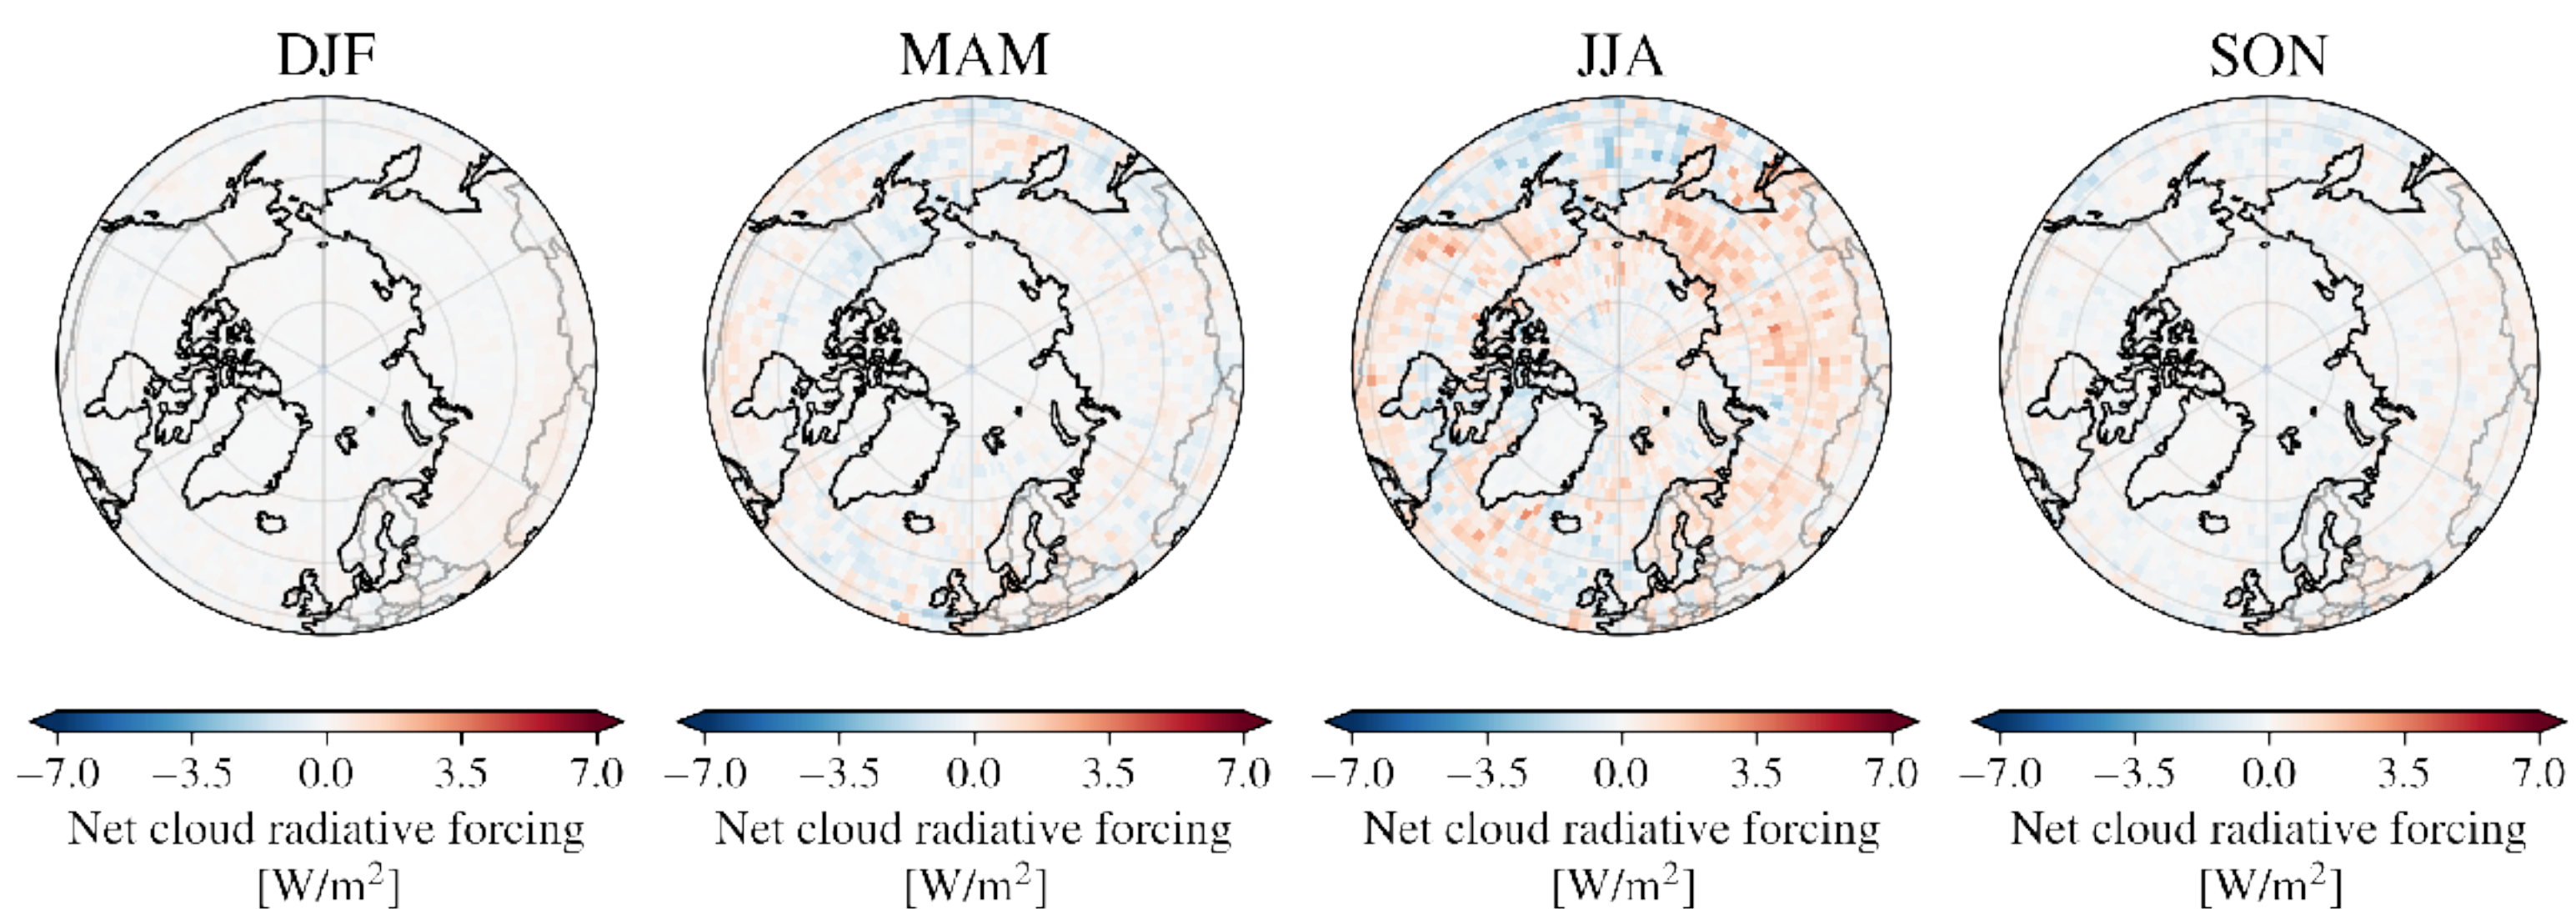 DJF MAM JJA SON
−7.0 −3.5 0.0 3.5 7.0 −7.0 −3.5 0.0 3.5 7.0 −7.0 −3.5 0.0 3.5 7.0 −7.0 −3.5 0.0 3.5 7.0
Net cloud radiative forcing Net cloud radiative forcing Net cloud radiative forcing Net cloud radiative forcing
[W/m²] [W/m²] [W/m²] [W/m²]